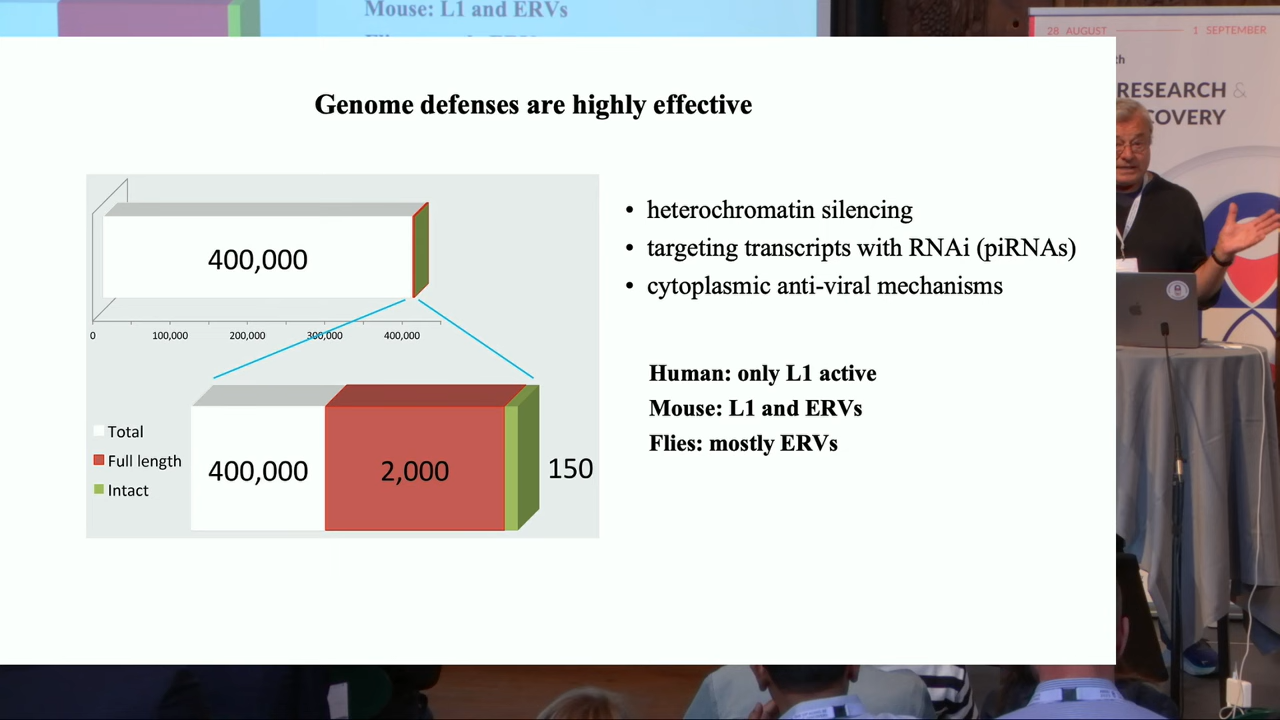 Mouse: L1 and ERVs
28 AUGUST 1 SEPTEMBER
RESEARCH &
COVERY
Genome defenses are highly effective
400,000
0 100,000 200,000 300,000 400,000
Total
Full length
Intact
400,000
2,000
150
• heterochromatin silencing
• targeting transcripts with RNAi (piRNAs)
• cytoplasmic anti-viral mechanisms
Human: only L1 active
Mouse: L1 and ERVs
Flies: mostly ERVs